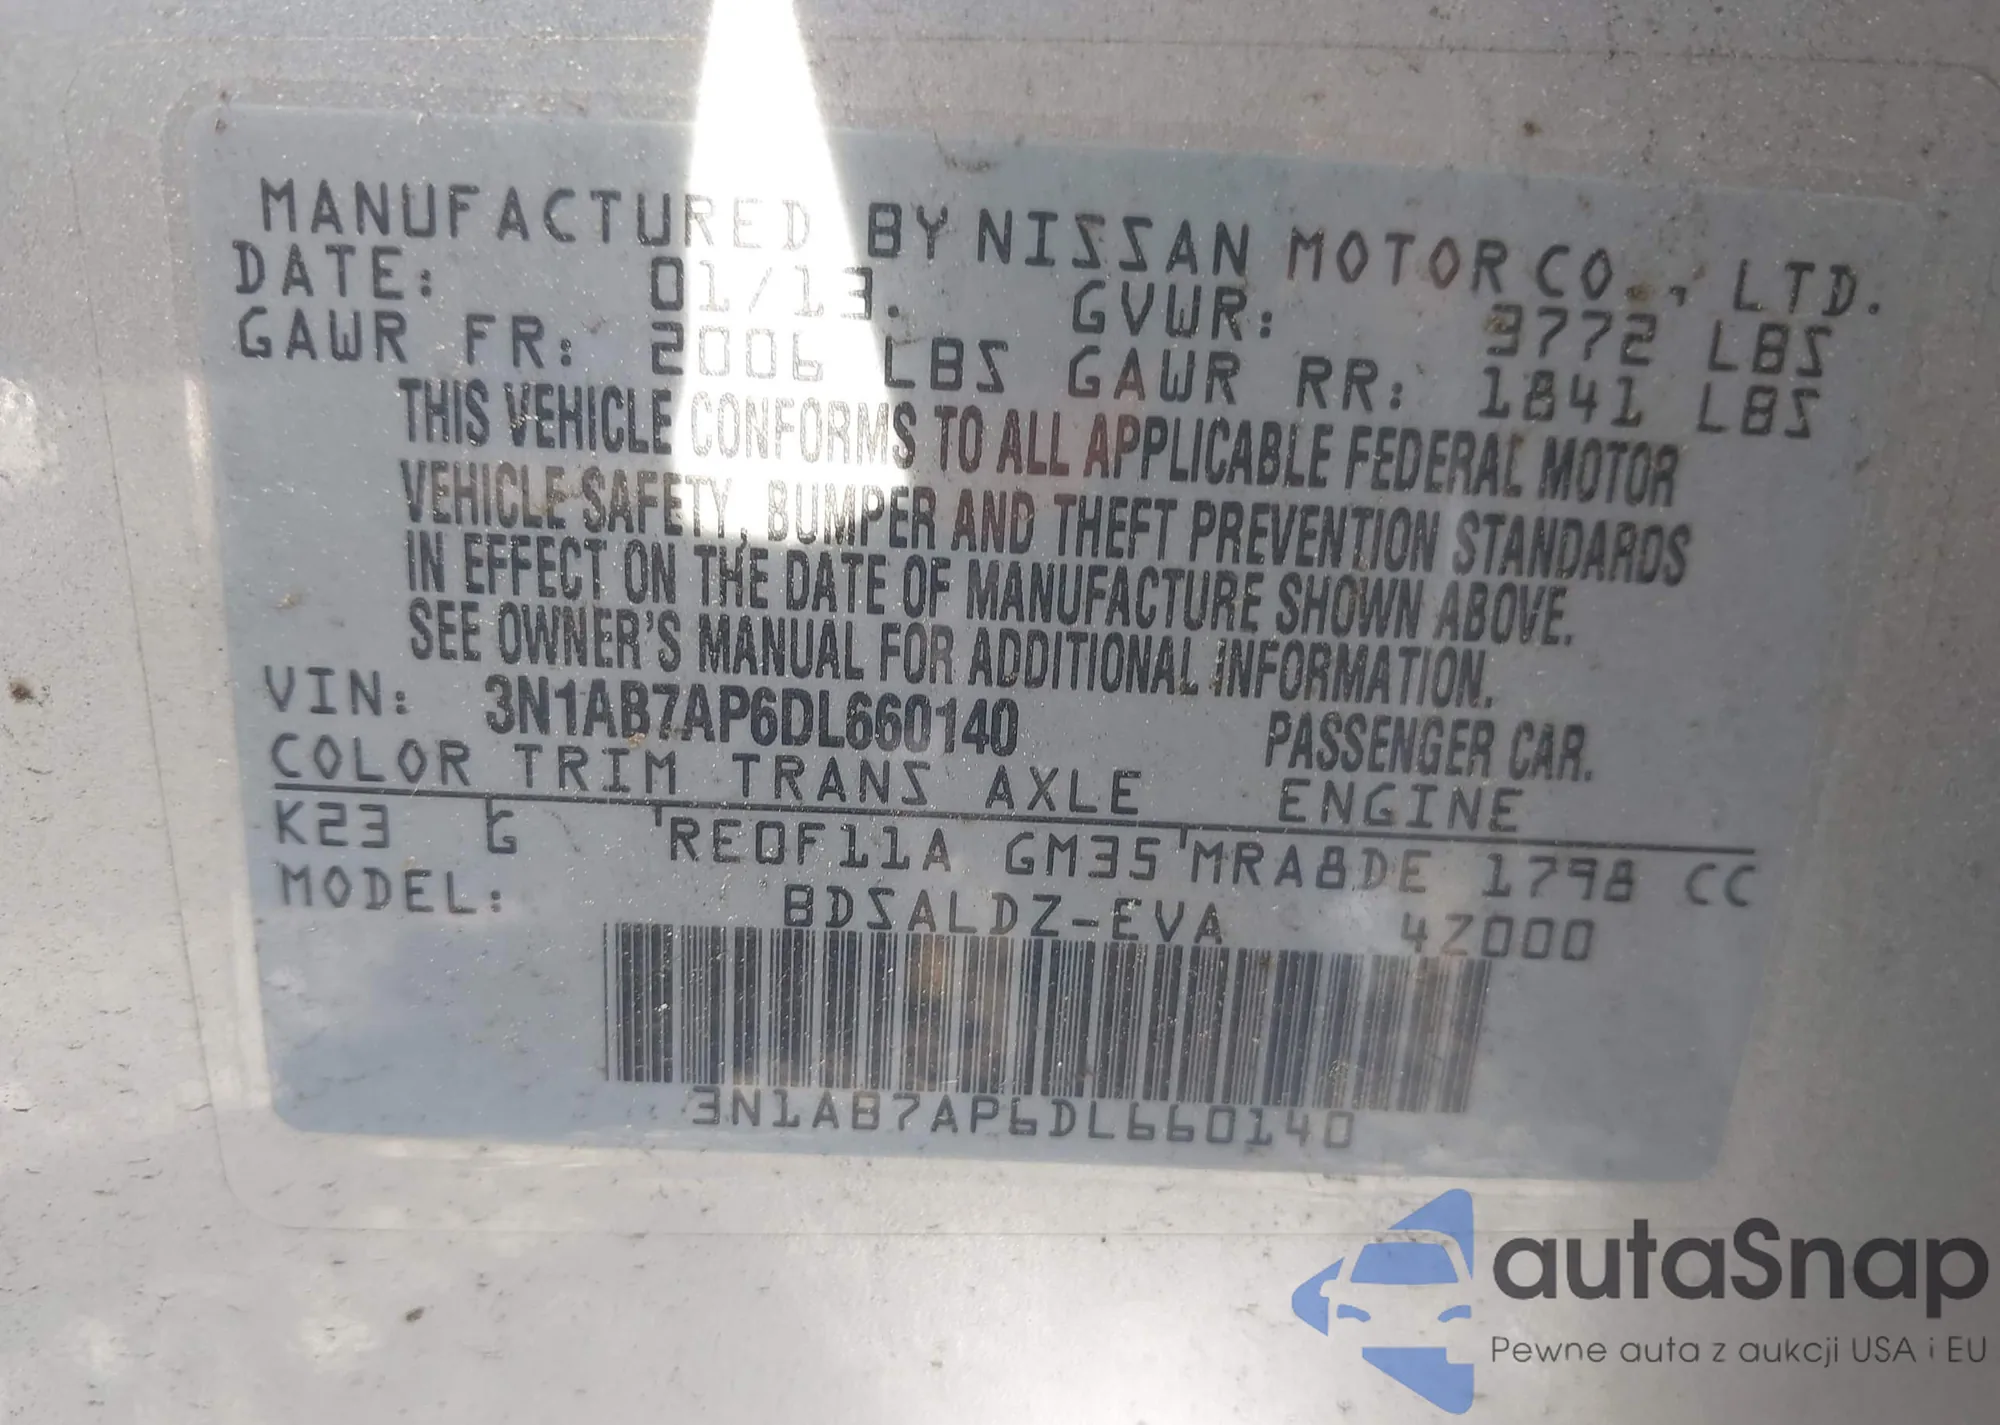 MANUFACTURED BY NISSAN MOTOR CO., LTD.
DATE: 01/13. GVWR: 3772 LBS
GAWR FR: 2006 LBS GAWR RR: 1841 LBS
THIS VEHICLE CONFORMS TO ALL APPLICABLE FEDERAL MOTOR
VEHICLE SAFETY, BUMPER AND THEFT PREVENTION STANDARDS
IN EFFECT ON THE DATE OF MANUFACTURE SHOWN ABOVE.
SEE OWNER'S MANUAL FOR ADDITIONAL INFORMATION.
VIN: 3N1AB7AP6DL660140 PASSENGER CAR.
COLOR TRIM TRANS AXLE ENGINE
K23 G RE0F11A GM35 MRA8DE 1798 CC
MODEL: BDSALDZ-EVA 4Z000
3N1AB7AP6DL660140
autaSnap
Pewne auta z aukcji USA i EU